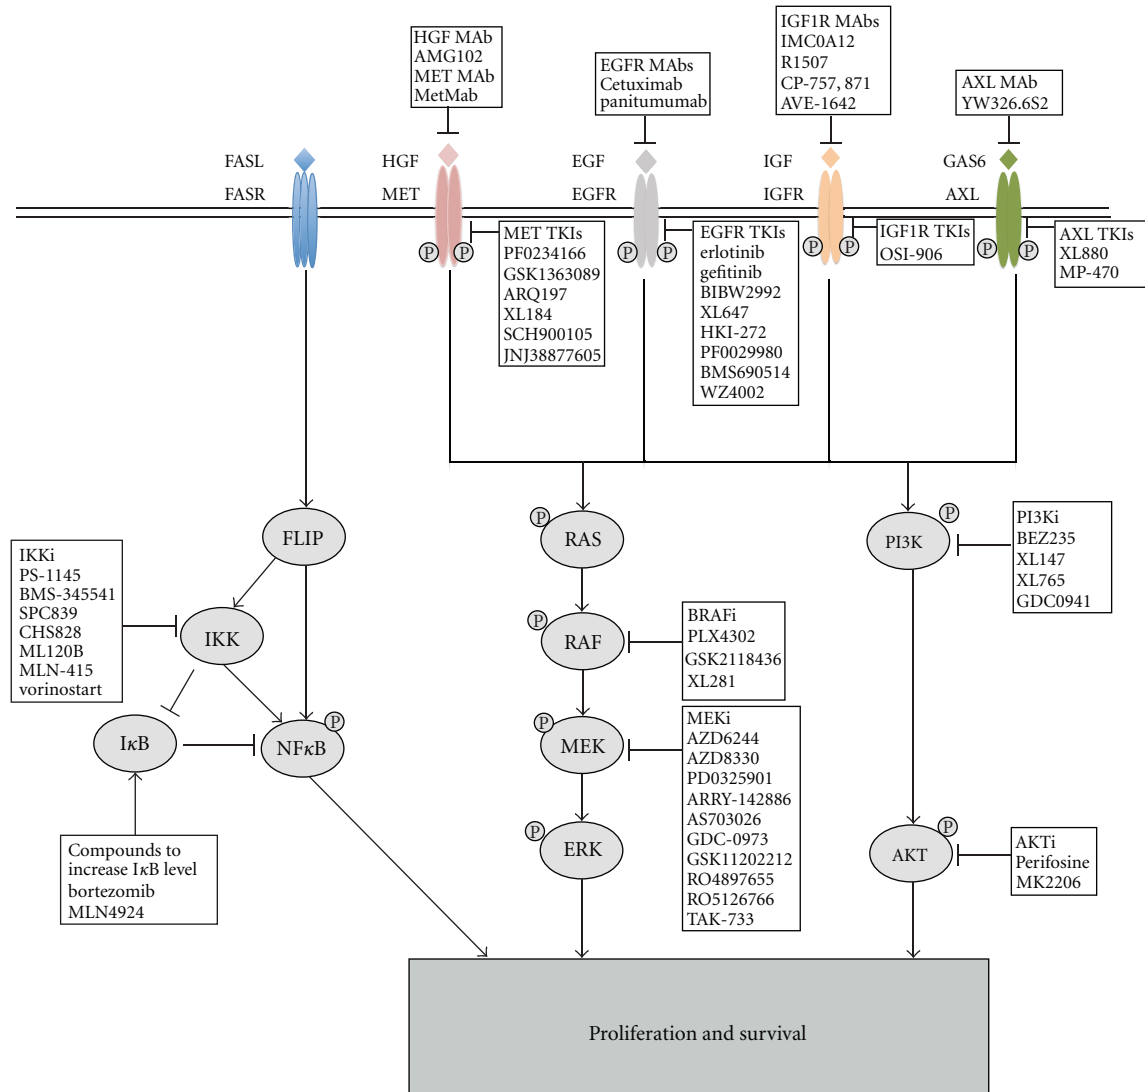 HGF MAb
AMG102
MET MAb
MetMab
EGFR MAbs
Cetuximab
panitumumab
IGF1R MAbs
IMC0A12
R1507
CP-757, 871
AVE-1642
AXL MAb
YW326.6S2
FASL
FASR
HGF
MET
EGF
EGFR
IGF
IGFR
GAS6
AXL
P
P
P
P
P
P
P
P
MET TKIs
PF0234166
GSK1363089
ARQ197
XL184
SCH900105
JNJ38877605
EGFR TKIs
erlotinib
gefitinib
BIBW2992
XL647
HKI-272
PF0029980
BMS690514
WZ4002
IGF1R TKIs
OSI-906
AXL TKIs
XL880
MP-470
FLIP
P
RAS
P
PI3K
PI3Ki
BEZ235
XL147
XL765
GDC0941
IKKi
PS-1145
BMS-345541
SPC839
CHS828
ML120B
MLN-415
vorinostart
IKK
P
RAF
BRAFi
PLX4302
GSK2118436
XL281
IκB
P
NFκB
P
MEK
MEKi
AZD6244
AZD8330
PD0325901
ARRY-142886
AS703026
GDC-0973
GSK11202212
RO4897655
RO5126766
TAK-733
P
ERK
P
AKT
AKTi
Perifosine
MK2206
Compounds to
increase IκB level
bortezomib
MLN4924
Proliferation and survival